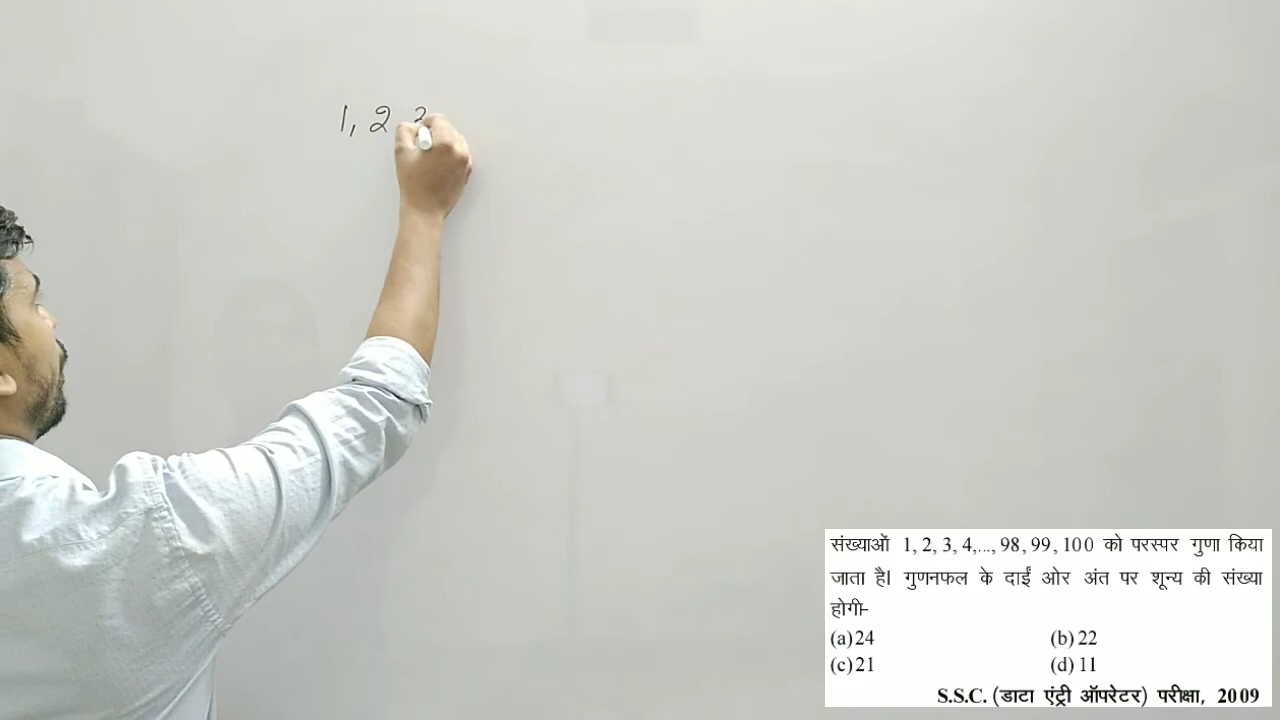 1, 2
संख्याओं 1, 2, 3, 4,..., 98, 99, 100 को परस्पर गुणा किया
जाता है। गुणनफल के दाईं ओर अंत पर शून्य की संख्या
होगी-
(a) 24 (b) 22
(c) 21 (d) 11
S.S.C. (डाटा एंट्री ऑपरेटर) परीक्षा, 2009